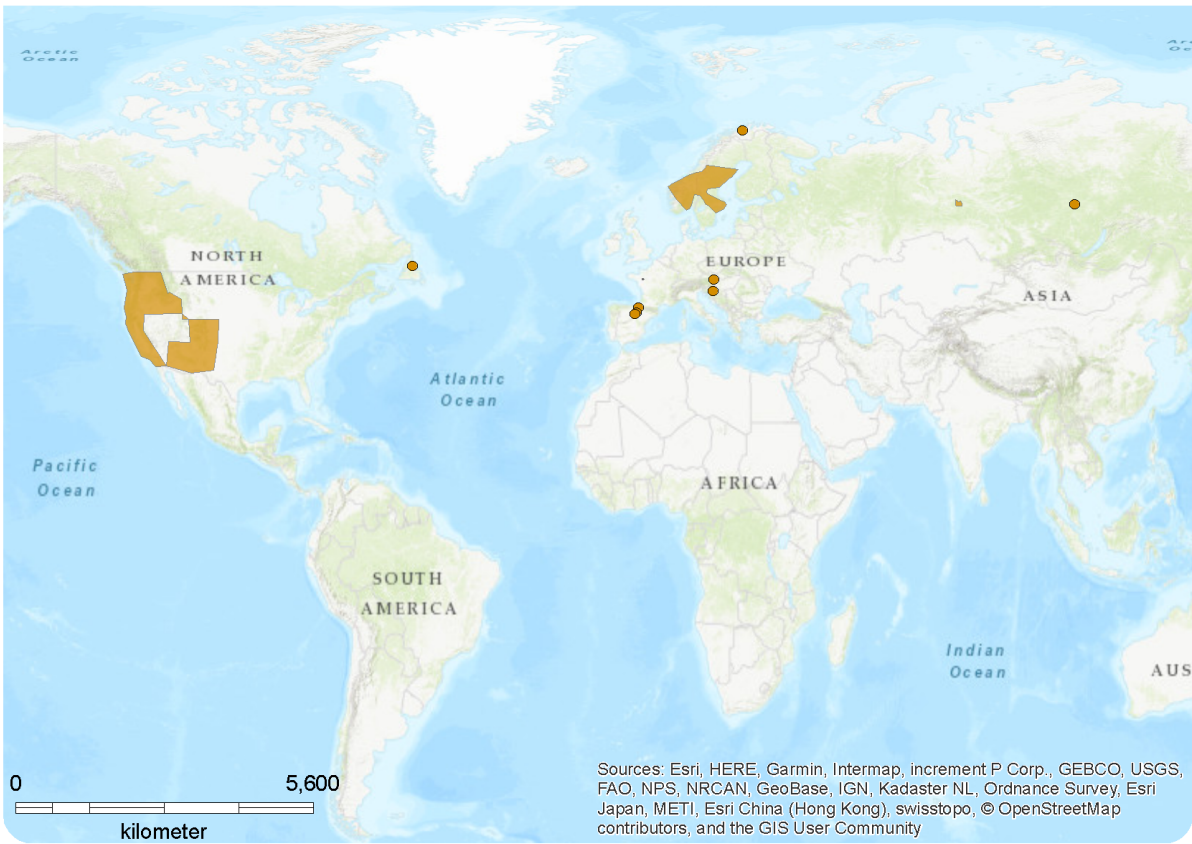 Arctic
Ocean
Ar
Oc
NORTH
AMERICA
EUROPE
ASIA
Atlantic
Ocean
Pacific
Ocean
AFRICA
SOUTH
AMERICA
Indian
Ocean
AUS
0 5,600
kilometer
Sources: Esri, HERE, Garmin, Intermap, increment P Corp., GEBCO, USGS,
FAO, NPS, NRCAN, GeoBase, IGN, Kadaster NL, Ordnance Survey, Esri
Japan, METI, Esri China (Hong Kong), swisstopo, © OpenStreetMap
contributors, and the GIS User Community